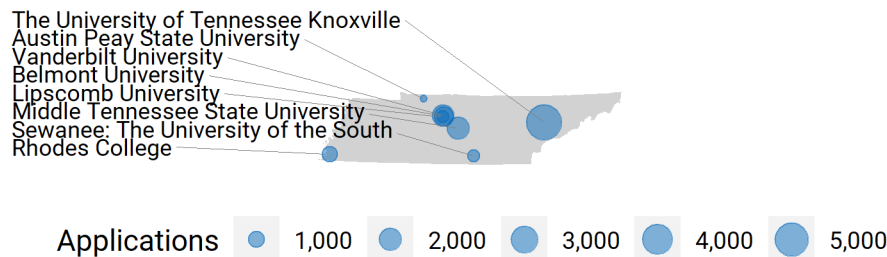 The University of Tennessee Knoxville
Austin Peay State University
Vanderbilt University
Belmont University
Lipscomb University
Middle Tennessee State University
Sewanee: The University of the South
Rhodes College
Applications 1,000 2,000 3,000 4,000 5,000